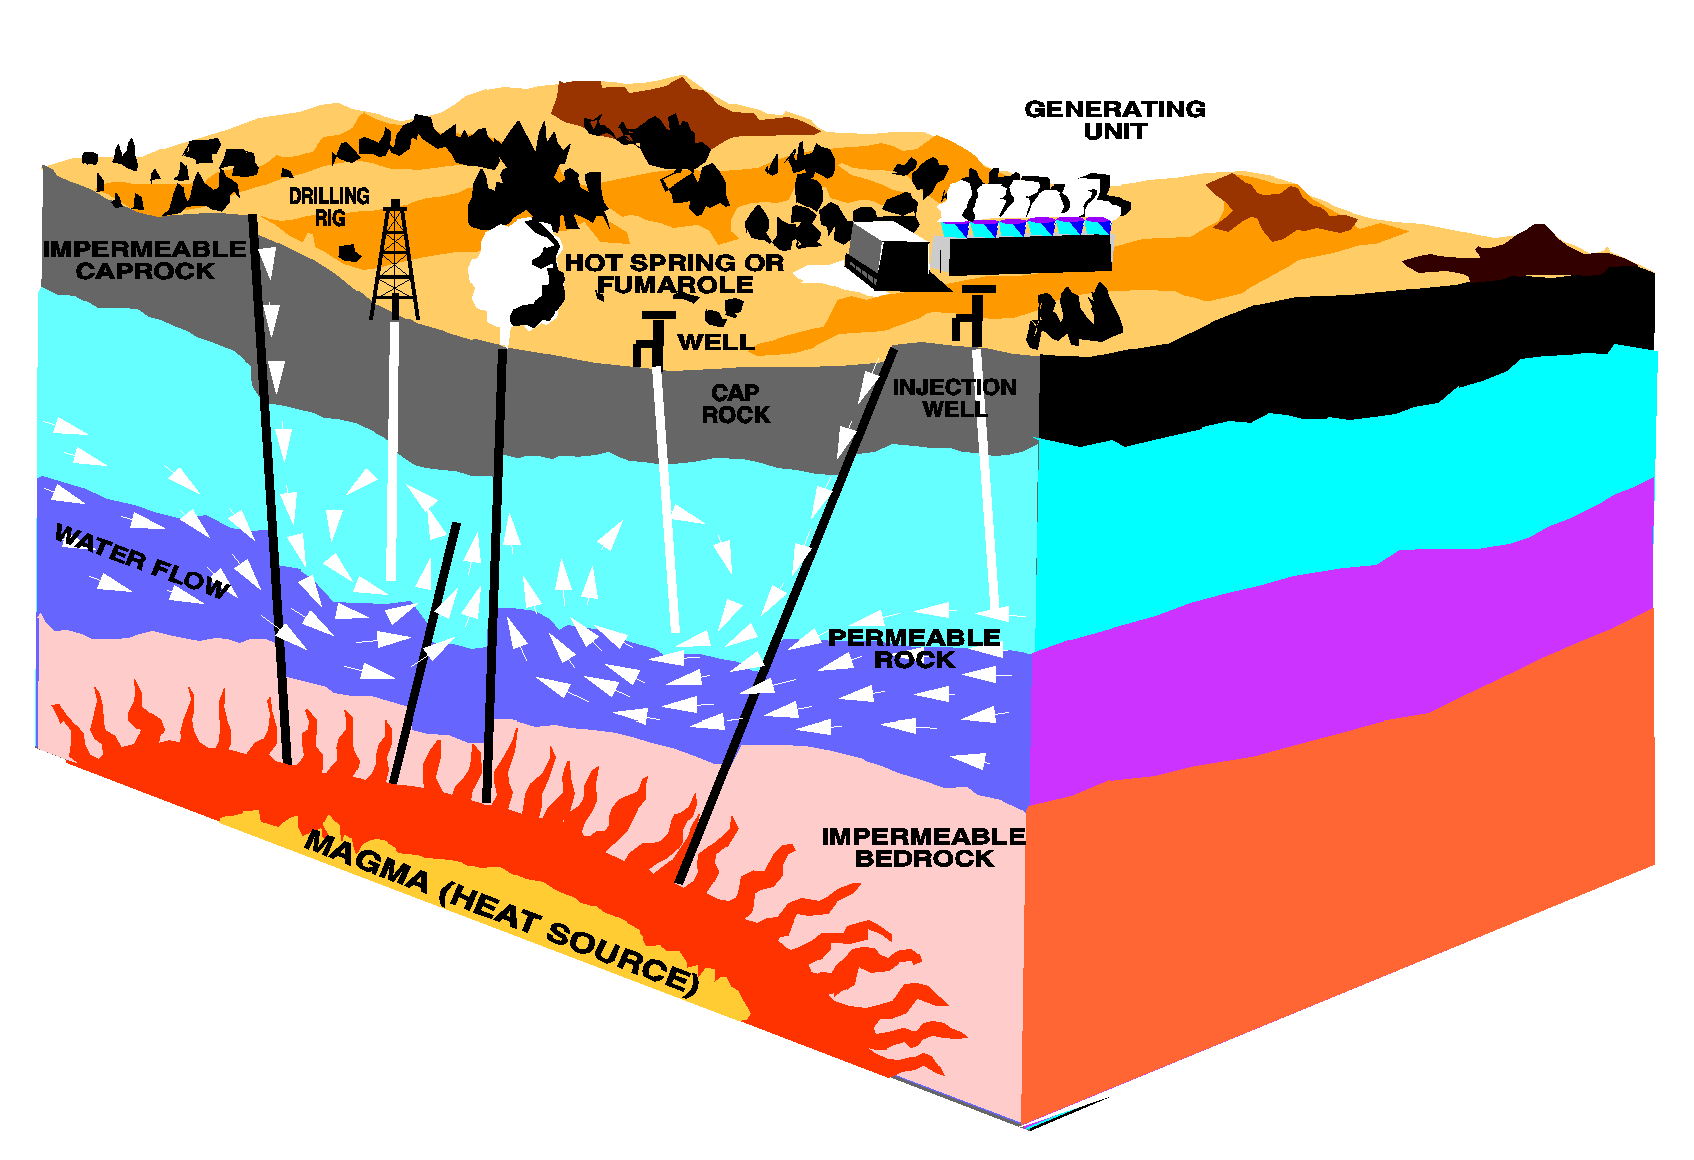 GENERATING
UNIT
DRILLING
RIG
IMPERMEABLE
CAPROCK
HOT SPRING OR
FUMAROLE
WELL
CAP
ROCK
INJECTION
WELL
WATER FLOW
PERMEABLE
ROCK
IMPERMEABLE
BEDROCK
MAGMA (HEAT SOURCE)